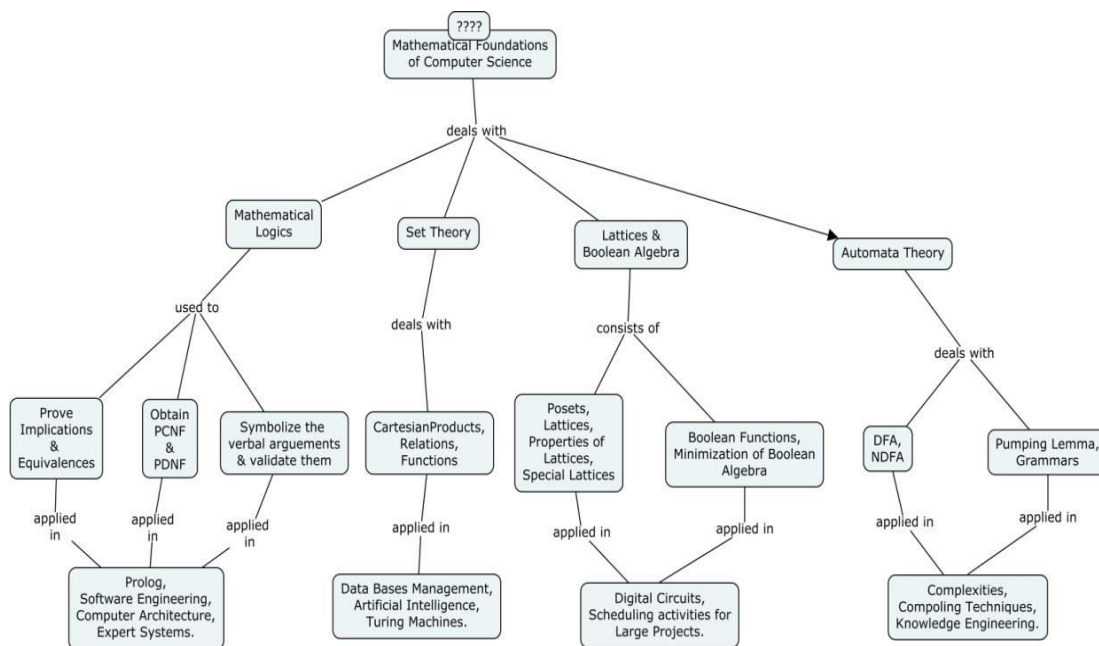 ????
Mathematical Foundations
of Computer Science
deals with
Mathematical
Logics
Set Theory
Lattices &
Boolean Algebra
Automata Theory
used to
deals with
consists of
deals with
Prove
Implications
&
Equivalences
Obtain
PCNF
&
PDNF
Symbolize the
verbal arguements
& validate them
CartesianProducts,
Relations,
Functions
Posets,
Lattices,
Properties of
Lattices,
Special Lattices
Boolean Functions,
Minimization of Boolean
Algebra
DFA,
NDFA
Pumping Lemma,
Grammars
applied
in
applied
in
applied
in
applied in
applied in
applied in
applied in
applied in
Prolog,
Software Engineering,
Computer Architecture,
Expert Systems.
Data Bases Management,
Artificial Intelligence,
Turing Machines.
Digital Circuits,
Scheduling activities for
Large Projects.
Complexities,
Compoling Techniques,
Knowledge Engineering.